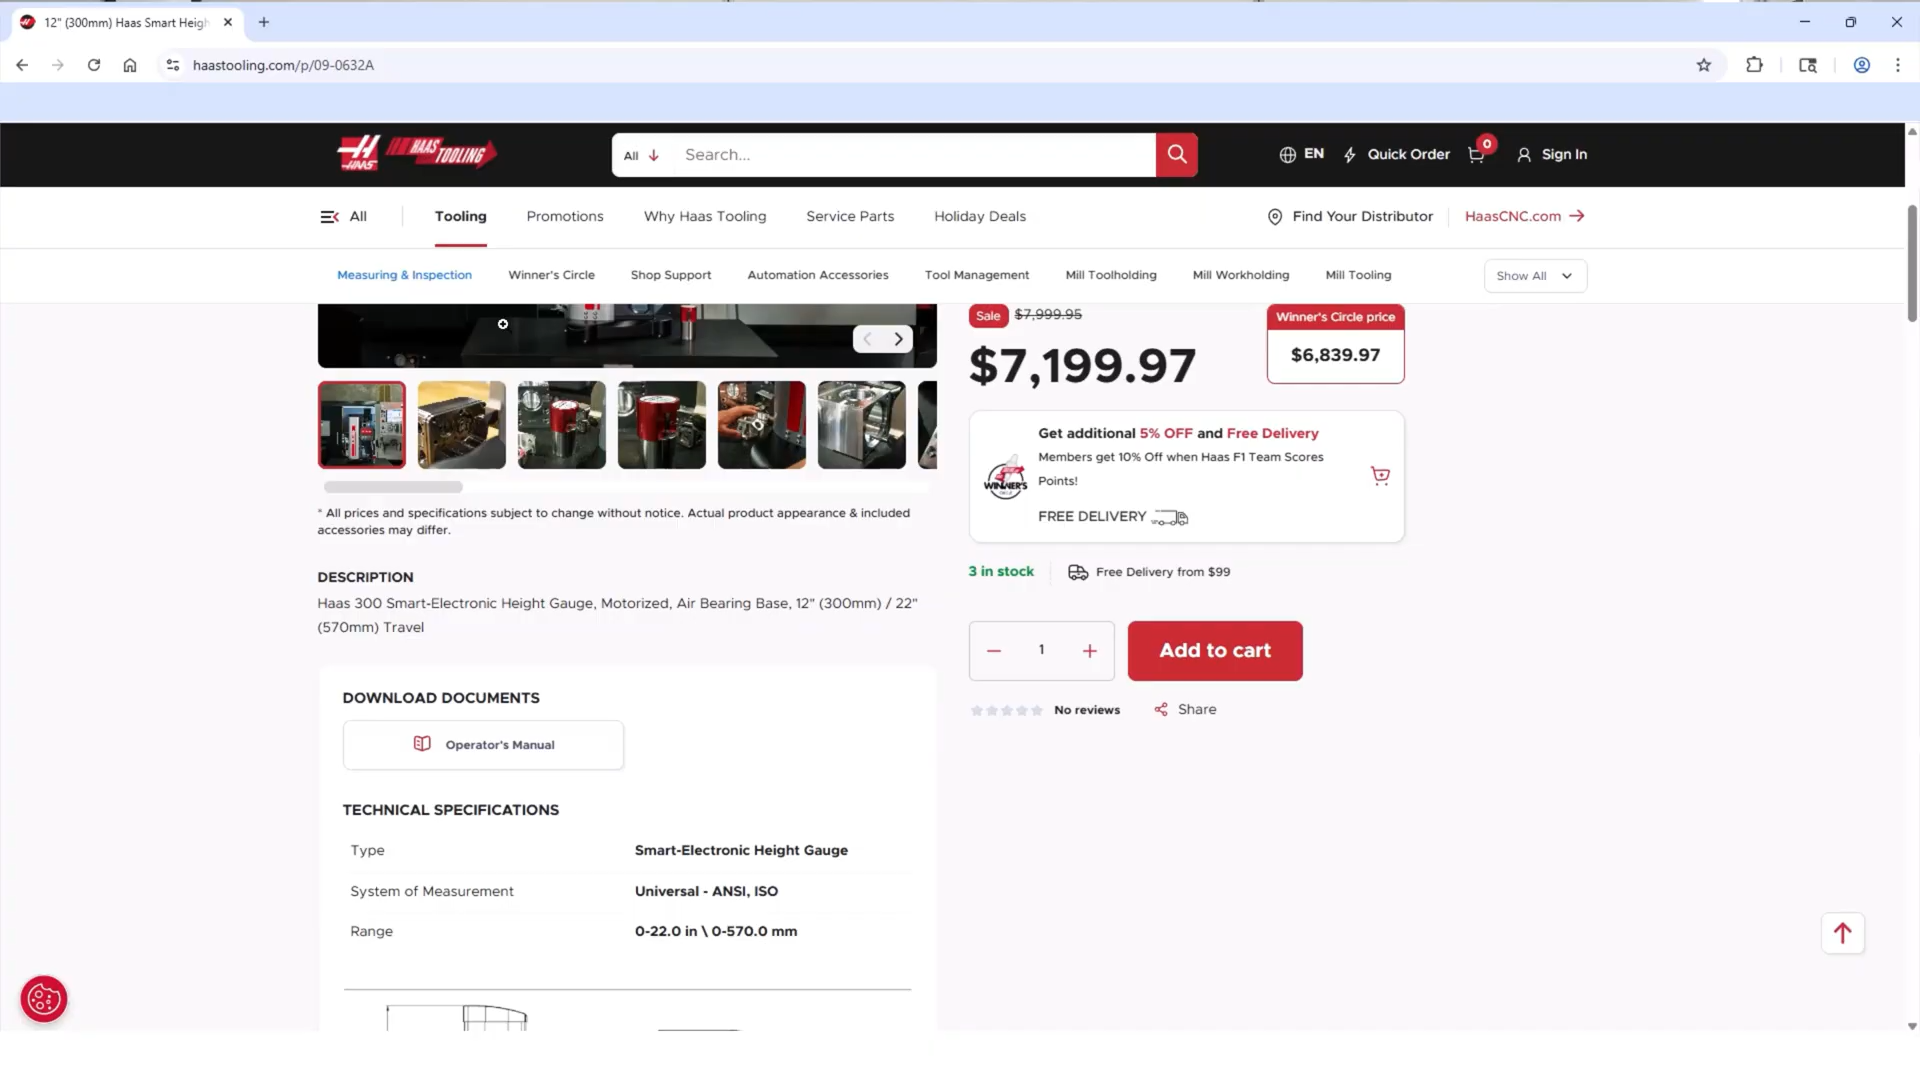 12" (300mm) Haas Smart Heigh
haastooling.com/p/09-0632A
HAAS HAAS TOOLING
All
Search...
EN
Quick Order
0
Sign In
All
Tooling
Promotions
Why Haas Tooling
Service Parts
Holiday Deals
Find Your Distributor
HaasCNC.com
Measuring & Inspection
Winner's Circle
Shop Support
Automation Accessories
Tool Management
Mill Toolholding
Mill Workholding
Mill Tooling
Show All
Sale $7,999.95
$7,199.97
Winner's Circle price
$6,839.97
Get additional 5% OFF and Free Delivery
Members get 10% Off when Haas F1 Team Scores
Points!
WINNER'S
FREE DELIVERY
3 in stock
Free Delivery from $99
1
Add to cart
No reviews
Share
* All prices and specifications subject to change without notice. Actual product appearance & included
accessories may differ.
DESCRIPTION
Haas 300 Smart-Electronic Height Gauge, Motorized, Air Bearing Base, 12" (300mm) / 22"
(570mm) Travel
DOWNLOAD DOCUMENTS
Operator's Manual
TECHNICAL SPECIFICATIONS
Type Smart-Electronic Height Gauge
System of Measurement Universal - ANSI, ISO
Range 0-22.0 in \ 0-570.0 mm